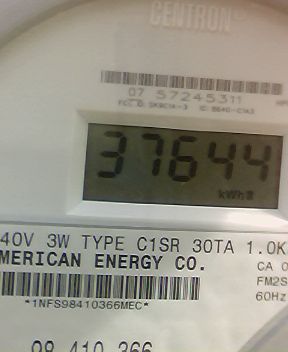 CENTRON
07 57245311
37644
kWh
40V 3W TYPE C1SR 30TA 1.0K
MERICAN ENERGY CO.
CA 0
FM2S
60Hz
*1NFS98410366MEC*
98 410 366